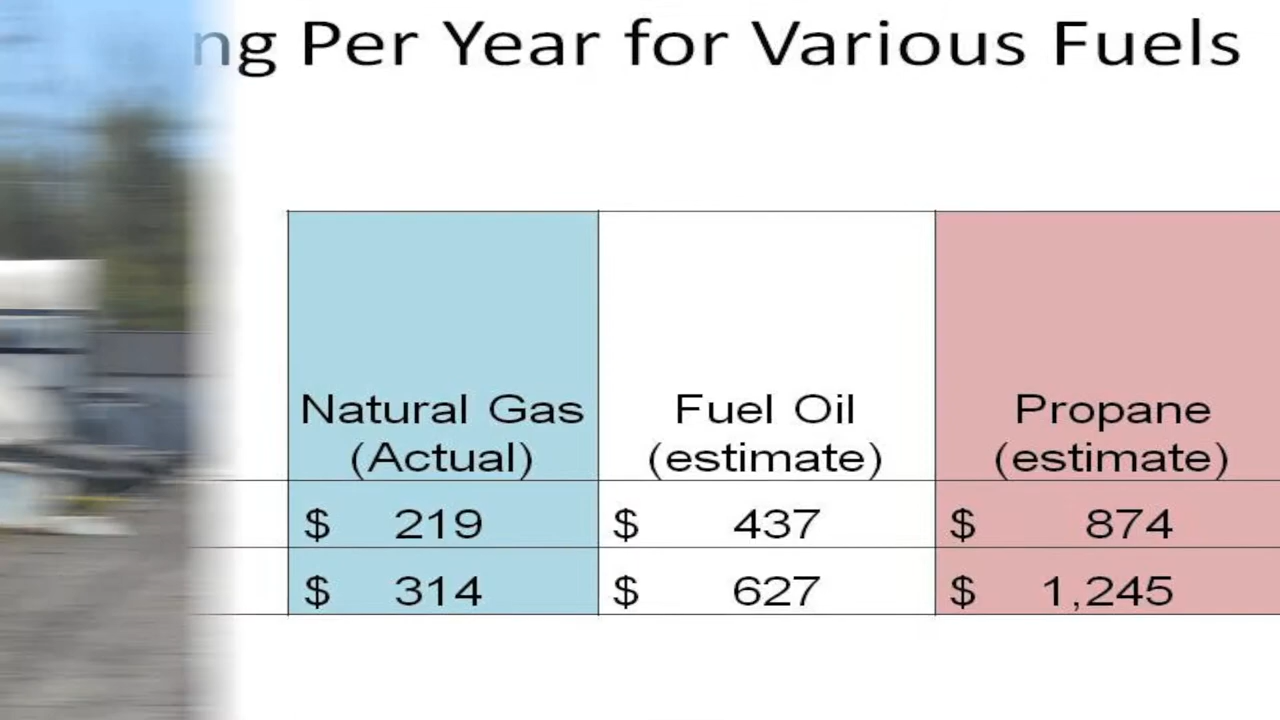 Per Year for Various Fuels
Natural Gas (Actual) Fuel Oil (estimate) Propane (estimate)
$ 219 $ 437 $ 874
$ 314 $ 627 $ 1,245